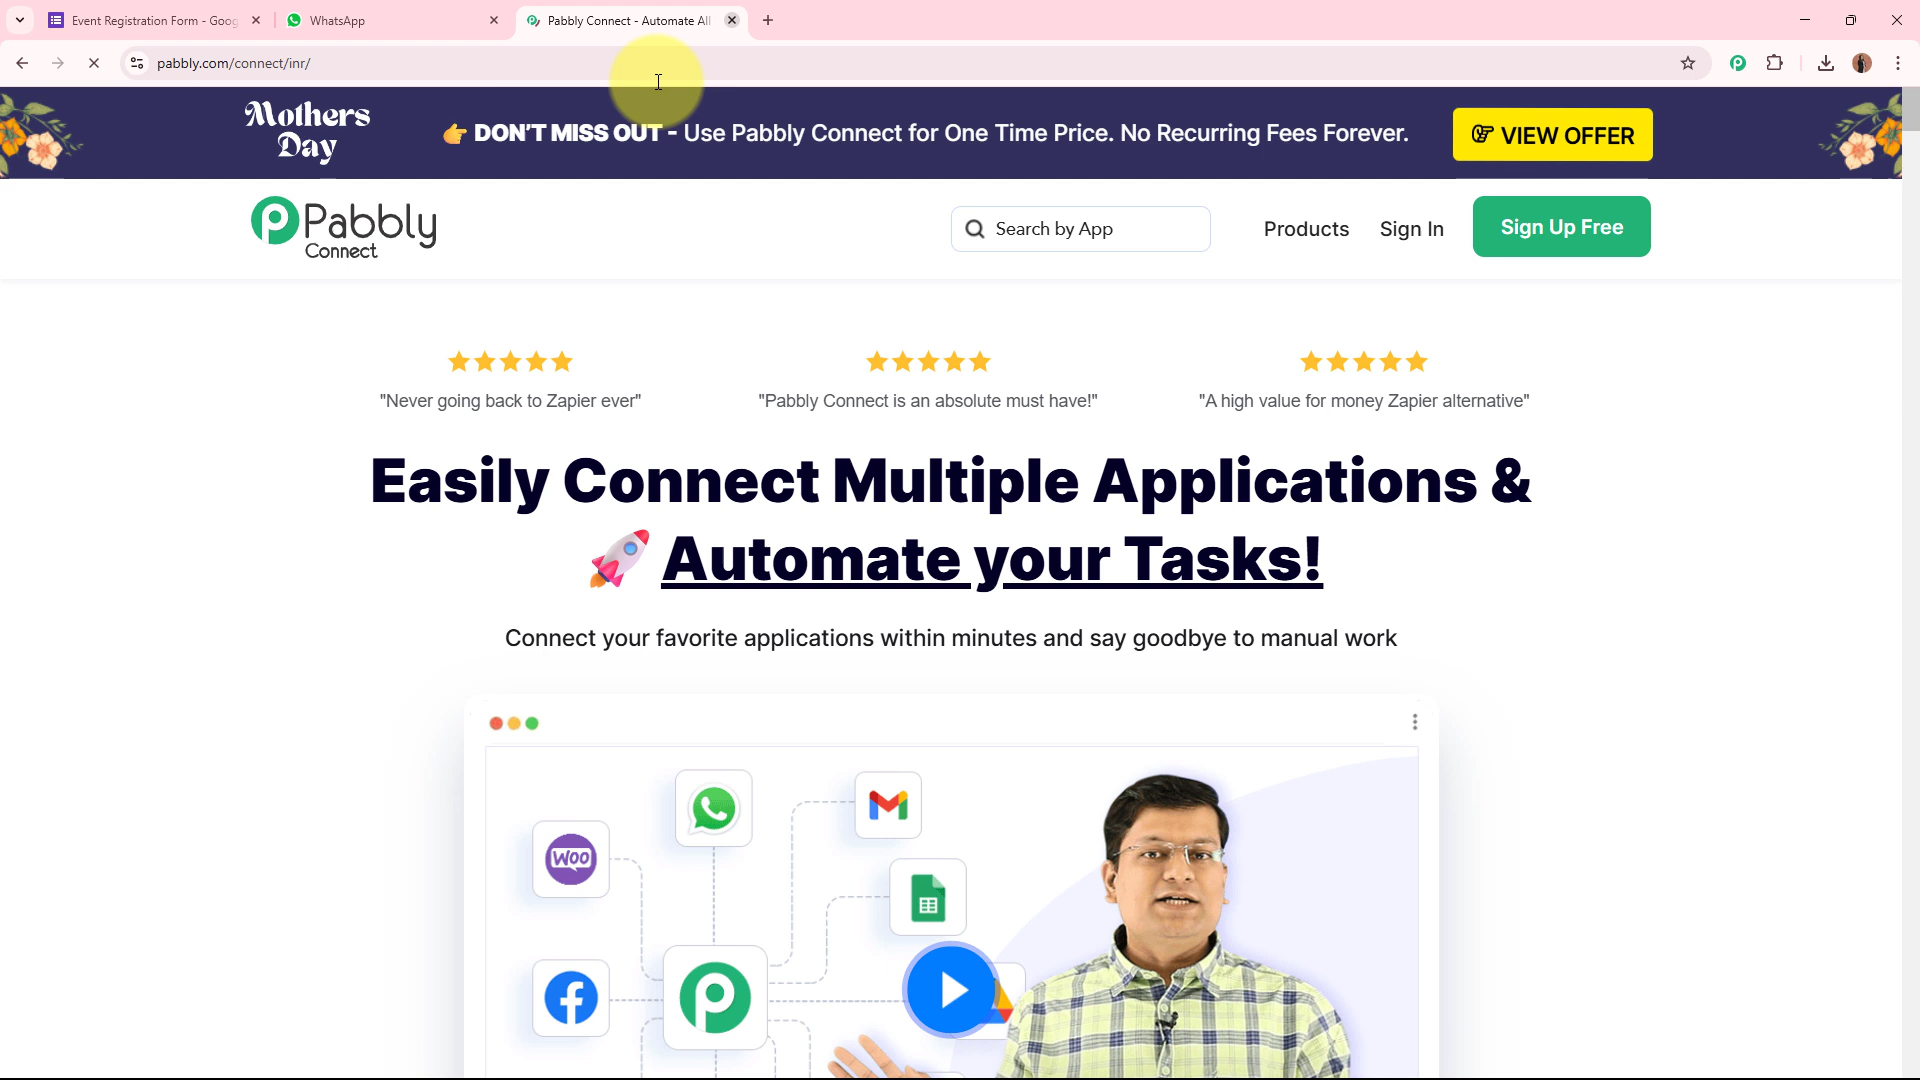 Event Registration Form - Goog
WhatsApp
Pabbly Connect - Automate All
pabbly.com/connect/inr/
Mothers
Day
DON'T MISS OUT - Use Pabbly Connect for One Time Price. No Recurring Fees Forever.
VIEW OFFER
Pabbly
Connect
Search by App
Products
Sign In
Sign Up Free
"Never going back to Zapier ever"
"Pabbly Connect is an absolute must have!"
"A high value for money Zapier alternative"
Easily Connect Multiple Applications &
Automate your Tasks!
Connect your favorite applications within minutes and say goodbye to manual work
WOO